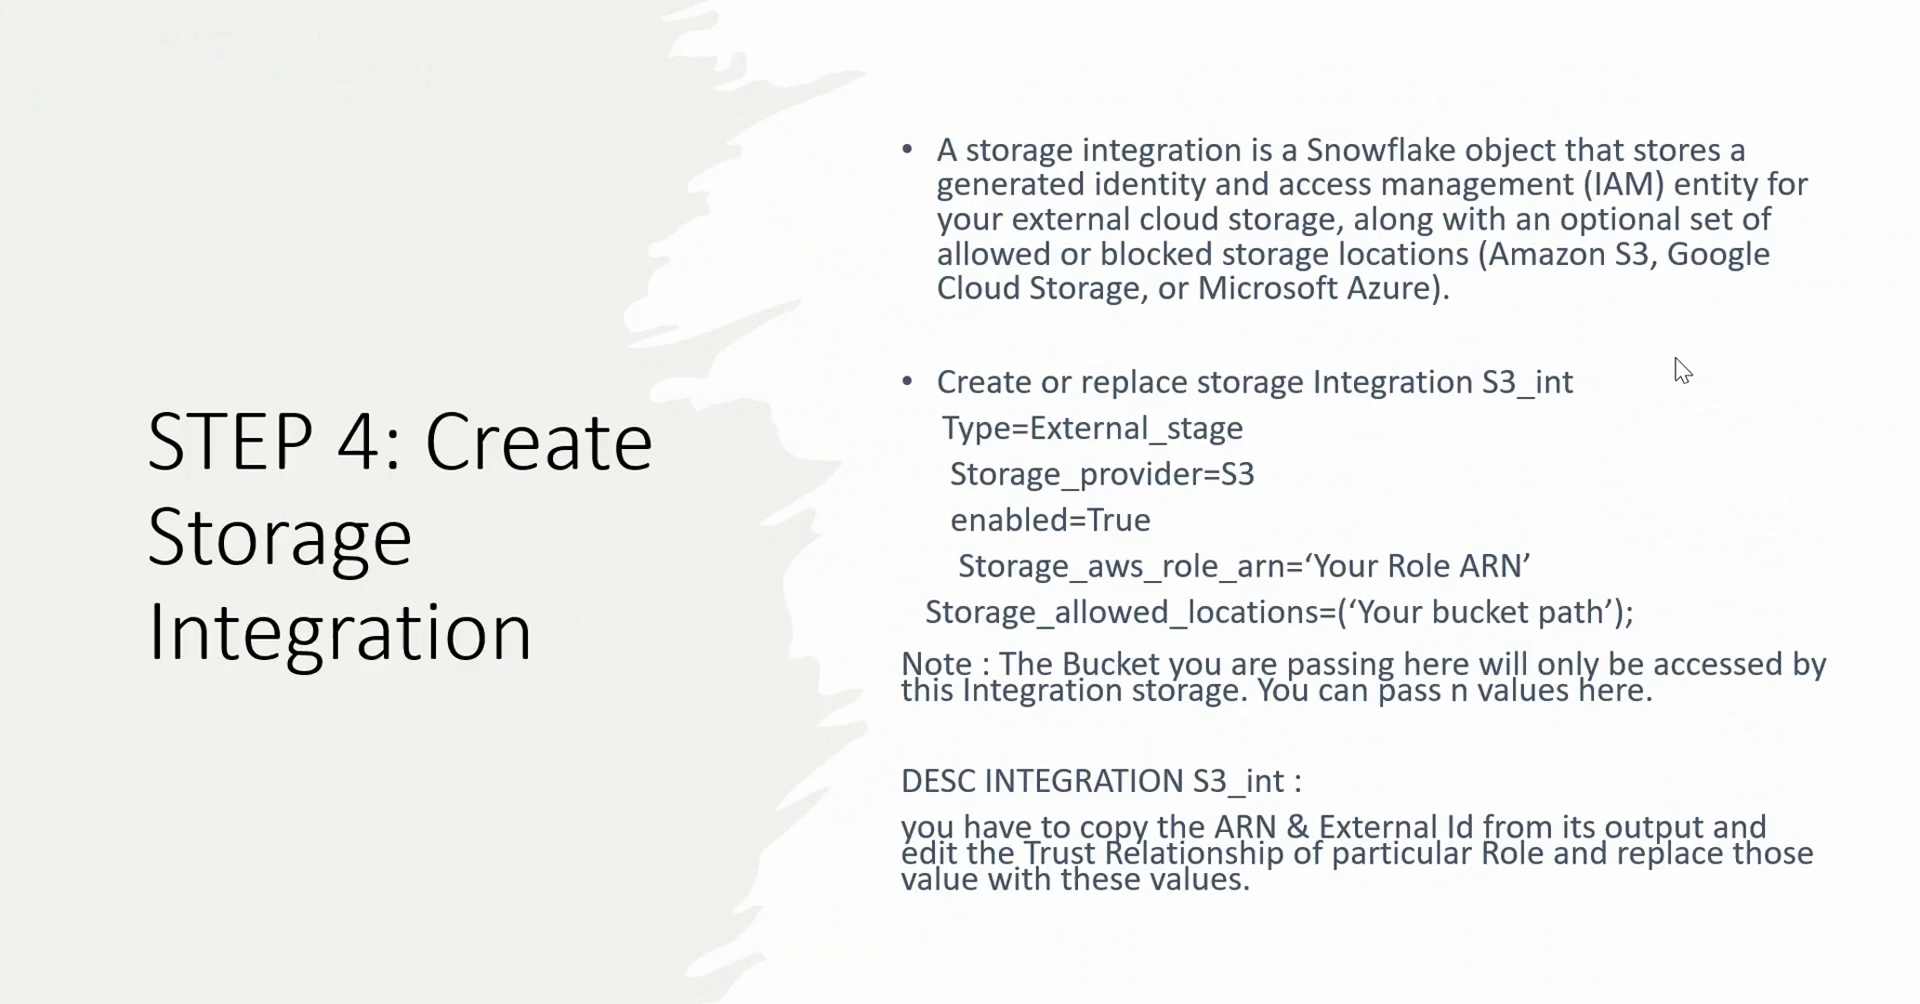 STEP 4: Create
Storage
Integration
• A storage integration is a Snowflake object that stores a
generated identity and access management (IAM) entity for
your external cloud storage, along with an optional set of
allowed or blocked storage locations (Amazon S3, Google
Cloud Storage, or Microsoft Azure).
• Create or replace storage Integration S3_int
Type=External_stage
Storage_provider=S3
enabled=True
Storage_aws_role_arn=‘Your Role ARN’
Storage_allowed_locations=(‘Your bucket path’);
Note : The Bucket you are passing here will only be accessed by
this Integration storage. You can pass n values here.
DESC INTEGRATION S3_int :
you have to copy the ARN & External Id from its output and
edit the Trust Relationship of particular Role and replace those
value with these values.